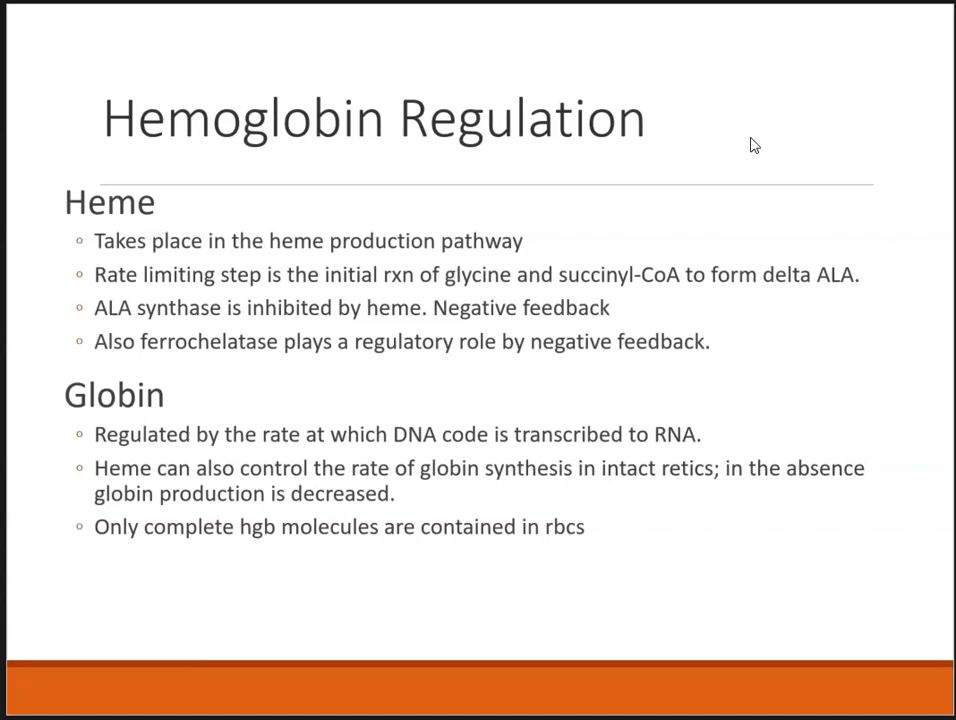 Hemoglobin Regulation
Heme
◦ Takes place in the heme production pathway
◦ Rate limiting step is the initial rxn of glycine and succinyl-CoA to form delta ALA.
◦ ALA synthase is inhibited by heme. Negative feedback
◦ Also ferrochelatase plays a regulatory role by negative feedback.
Globin
◦ Regulated by the rate at which DNA code is transcribed to RNA.
◦ Heme can also control the rate of globin synthesis in intact retics; in the absence
globin production is decreased.
◦ Only complete hgb molecules are contained in rbcs